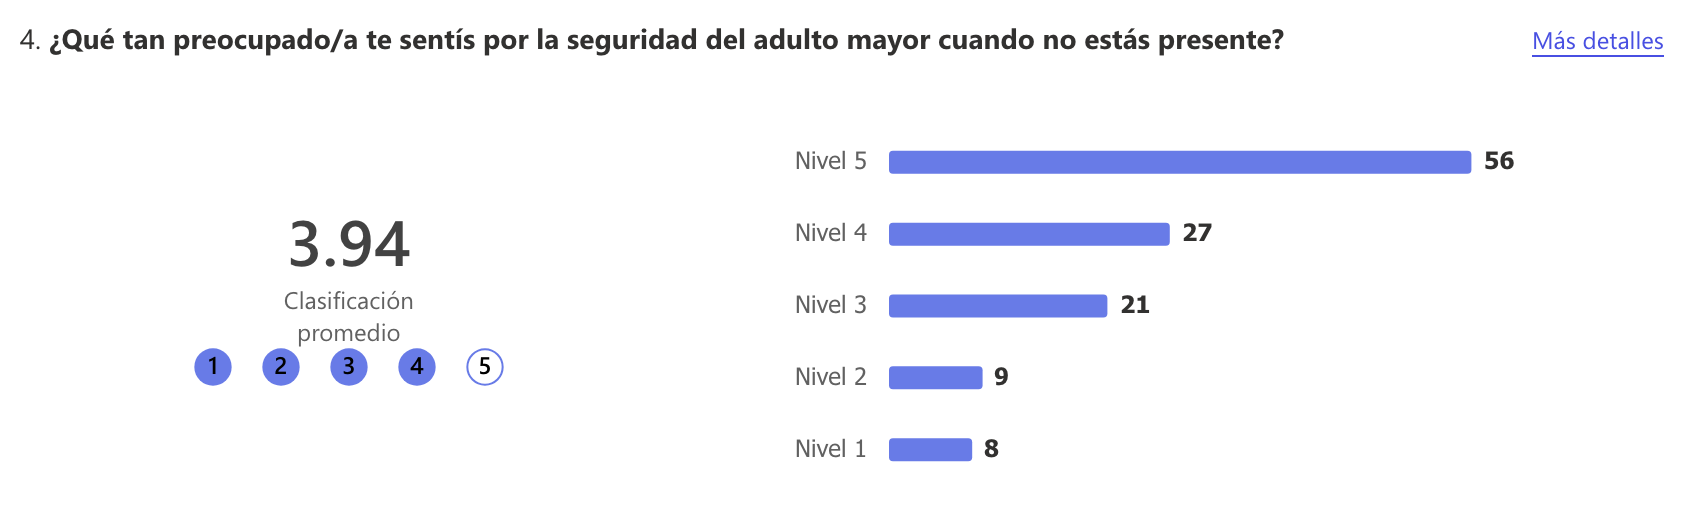 4. ¿Qué tan preocupado/a te sentís por la seguridad del adulto mayor cuando no estás presente?
Más detalles
3.94
Clasificación
promedio
1 2 3 4 5
Nivel 5 56
Nivel 4 27
Nivel 3 21
Nivel 2 9
Nivel 1 8